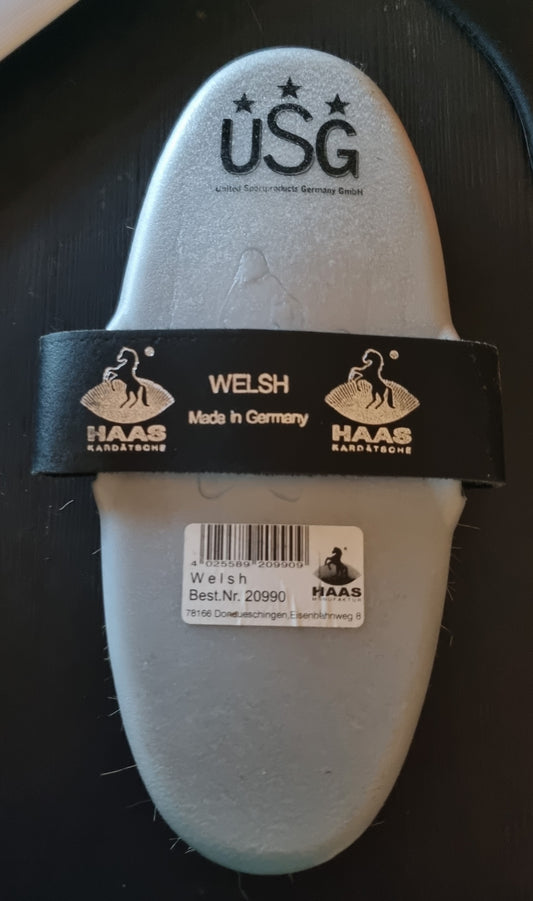 USG
United Sportproducts Germany GmbH
HAAS
KARDÄTSCHE
WELSH
Made in Germany
HAAS
KARDÄTSCHE
4 025589 209909
Welsh
Best.Nr. 20990
HAAS
MANUFAKTUR
78166 Donaueschingen, Eisenbahnweg 8